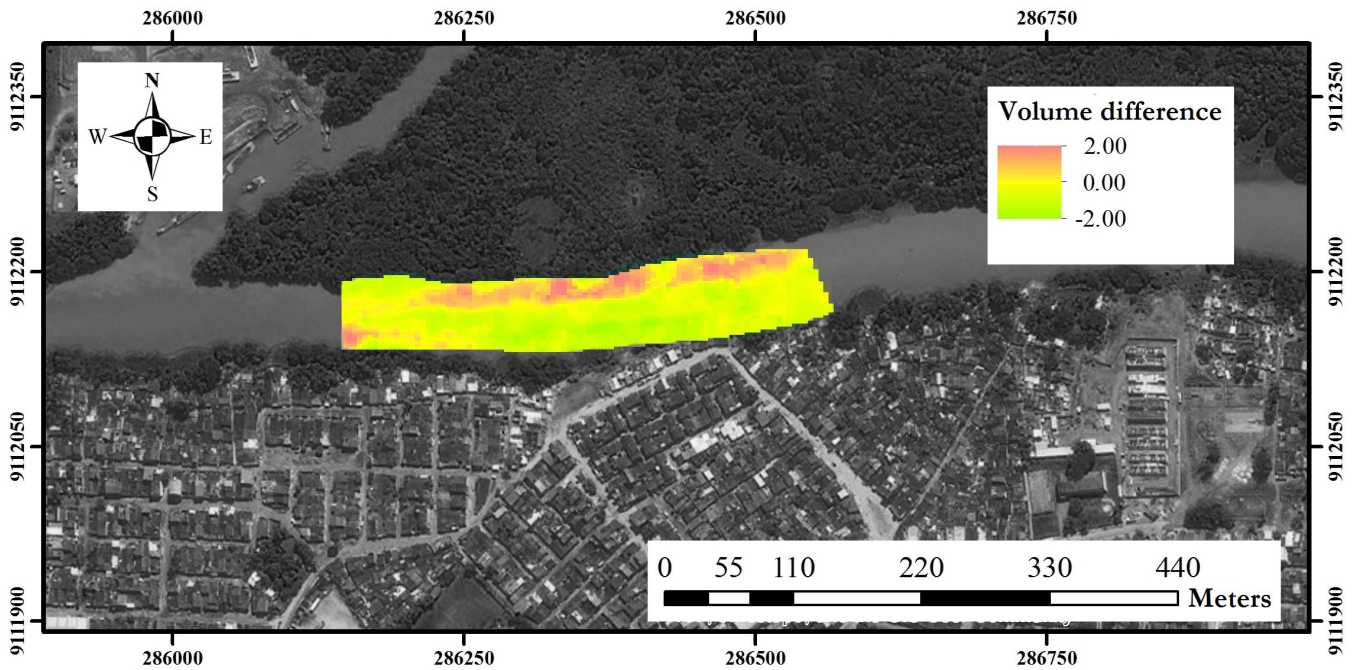 286000 286250 286500 286750
9112350 9112350
N
W E
S
Volume difference
2.00
0.00
-2.00
9112200 9112200
9112050 9112050
0 55 110 220 330 440
Meters
9111900 9111900
286000 286250 286500 286750